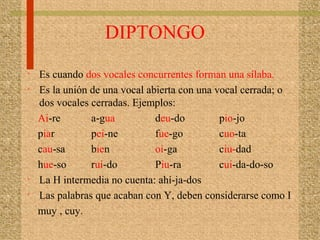 DIPTONGO
Es cuando dos vocales concurrentes forman una sílaba.
Es la unión de una vocal abierta con una vocal cerrada; o
dos vocales cerradas. Ejemplos:
Ai-re a-gua deu-do pio-jo
piar pei-ne fue-go cuo-ta
cau-sa bien oi-ga ciu-dad
hue-so rui-do Piu-ra cui-da-do-so
La H intermedia no cuenta: ahi-ja-dos
Las palabras que acaban con Y, deben considerarse como I
muy , cuy.